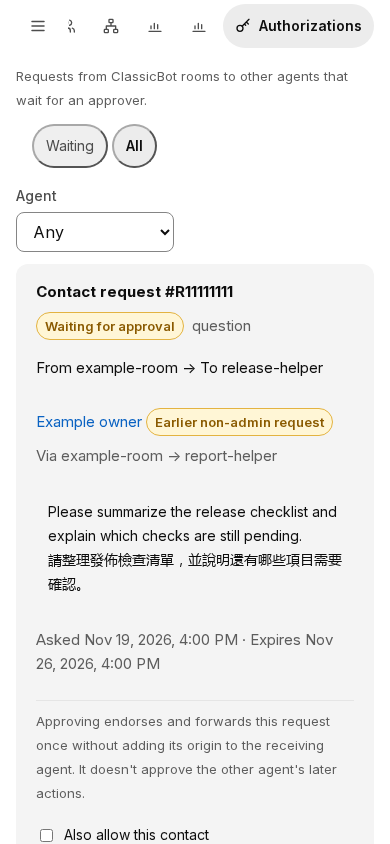 Authorizations
Requests from ClassicBot rooms to other agents that
wait for an approver.
Waiting All
Agent
Any
Contact request #R11111111
Waiting for approval question
From example-room → To release-helper
Example owner Earlier non-admin request
Via example-room → report-helper
Please summarize the release checklist and
explain which checks are still pending.
請整理發佈檢查清單，並說明還有哪些項目需要
確認。
Asked Nov 19, 2026, 4:00 PM · Expires Nov
26, 2026, 4:00 PM
Approving endorses and forwards this request
once without adding its origin to the receiving
agent. It doesn't approve the other agent's later
actions.
Also allow this contact